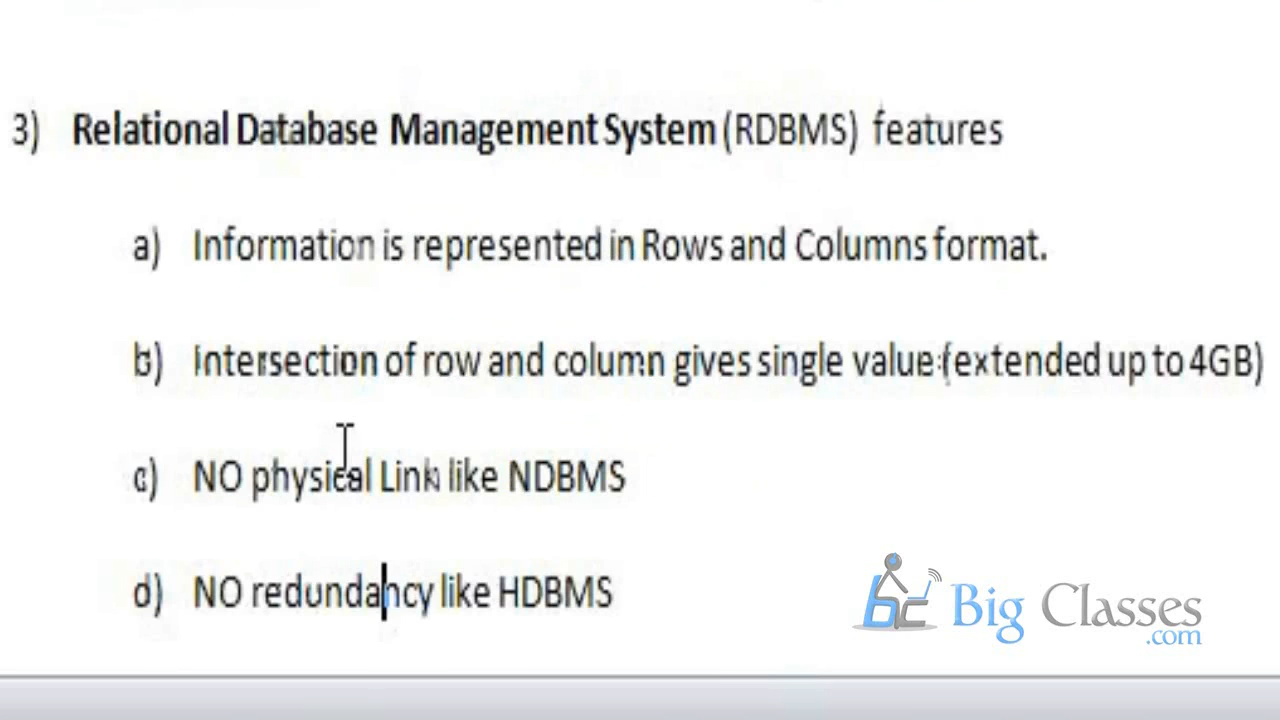 3) Relational Database Management System (RDBMS) features
a) Information is represented in Rows and Columns format.
b) Intersection of row and column gives single value (extended up to 4GB)
c) NO physical Link like NDBMS
d) NO redundancy like HDBMS
bc Big Classes
.com